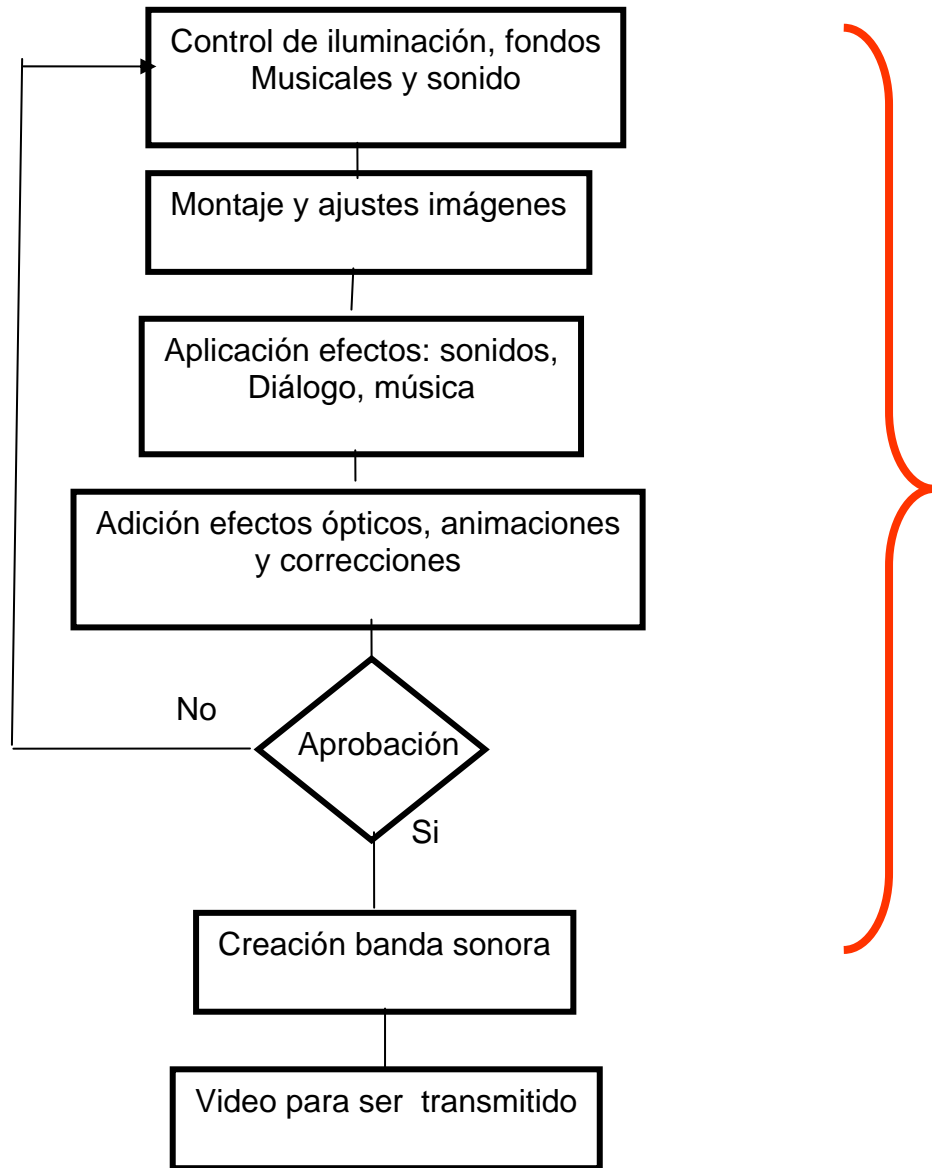 Control de iluminación, fondos
Musicales y sonido
Montaje y ajustes imágenes
Aplicación efectos: sonidos,
Diálogo, música
Adición efectos ópticos, animaciones
y correcciones
No
Aprobación
Si
Creación banda sonora
Video para ser transmitido